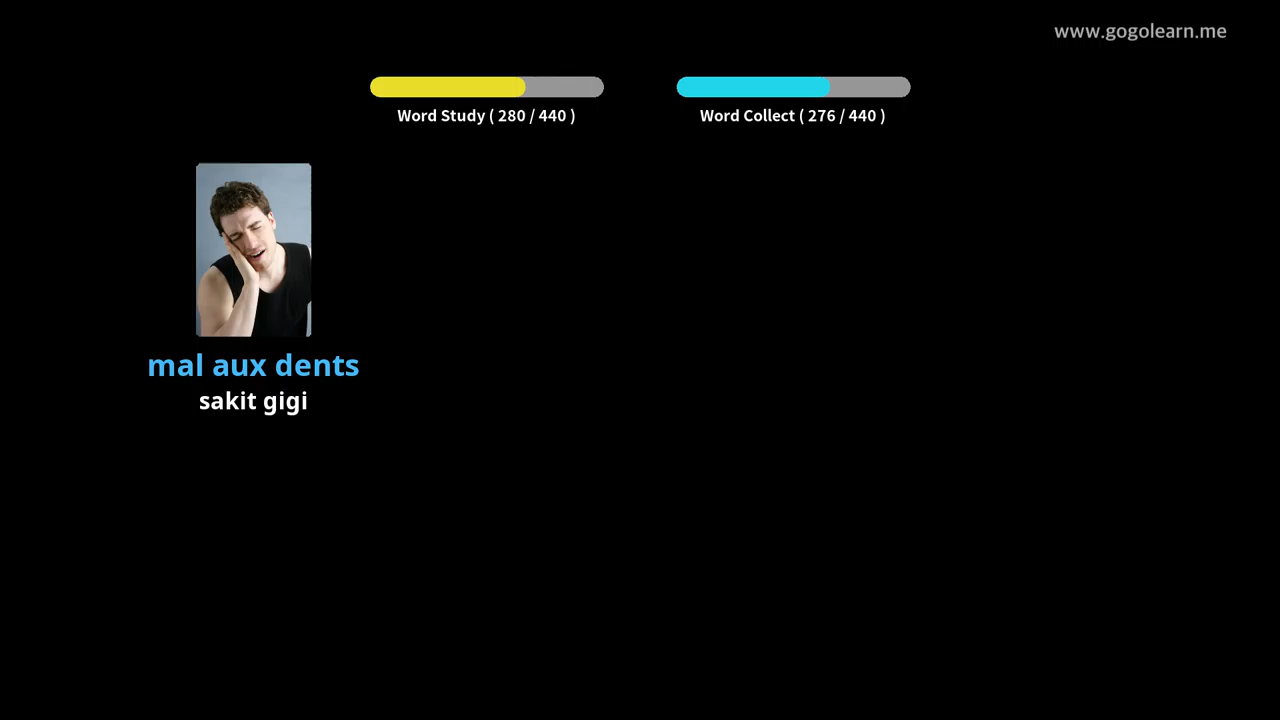 www.gogolearn.me
Word Study ( 280 / 440 )
Word Collect ( 276 / 440 )
mal aux dents
sakit gigi